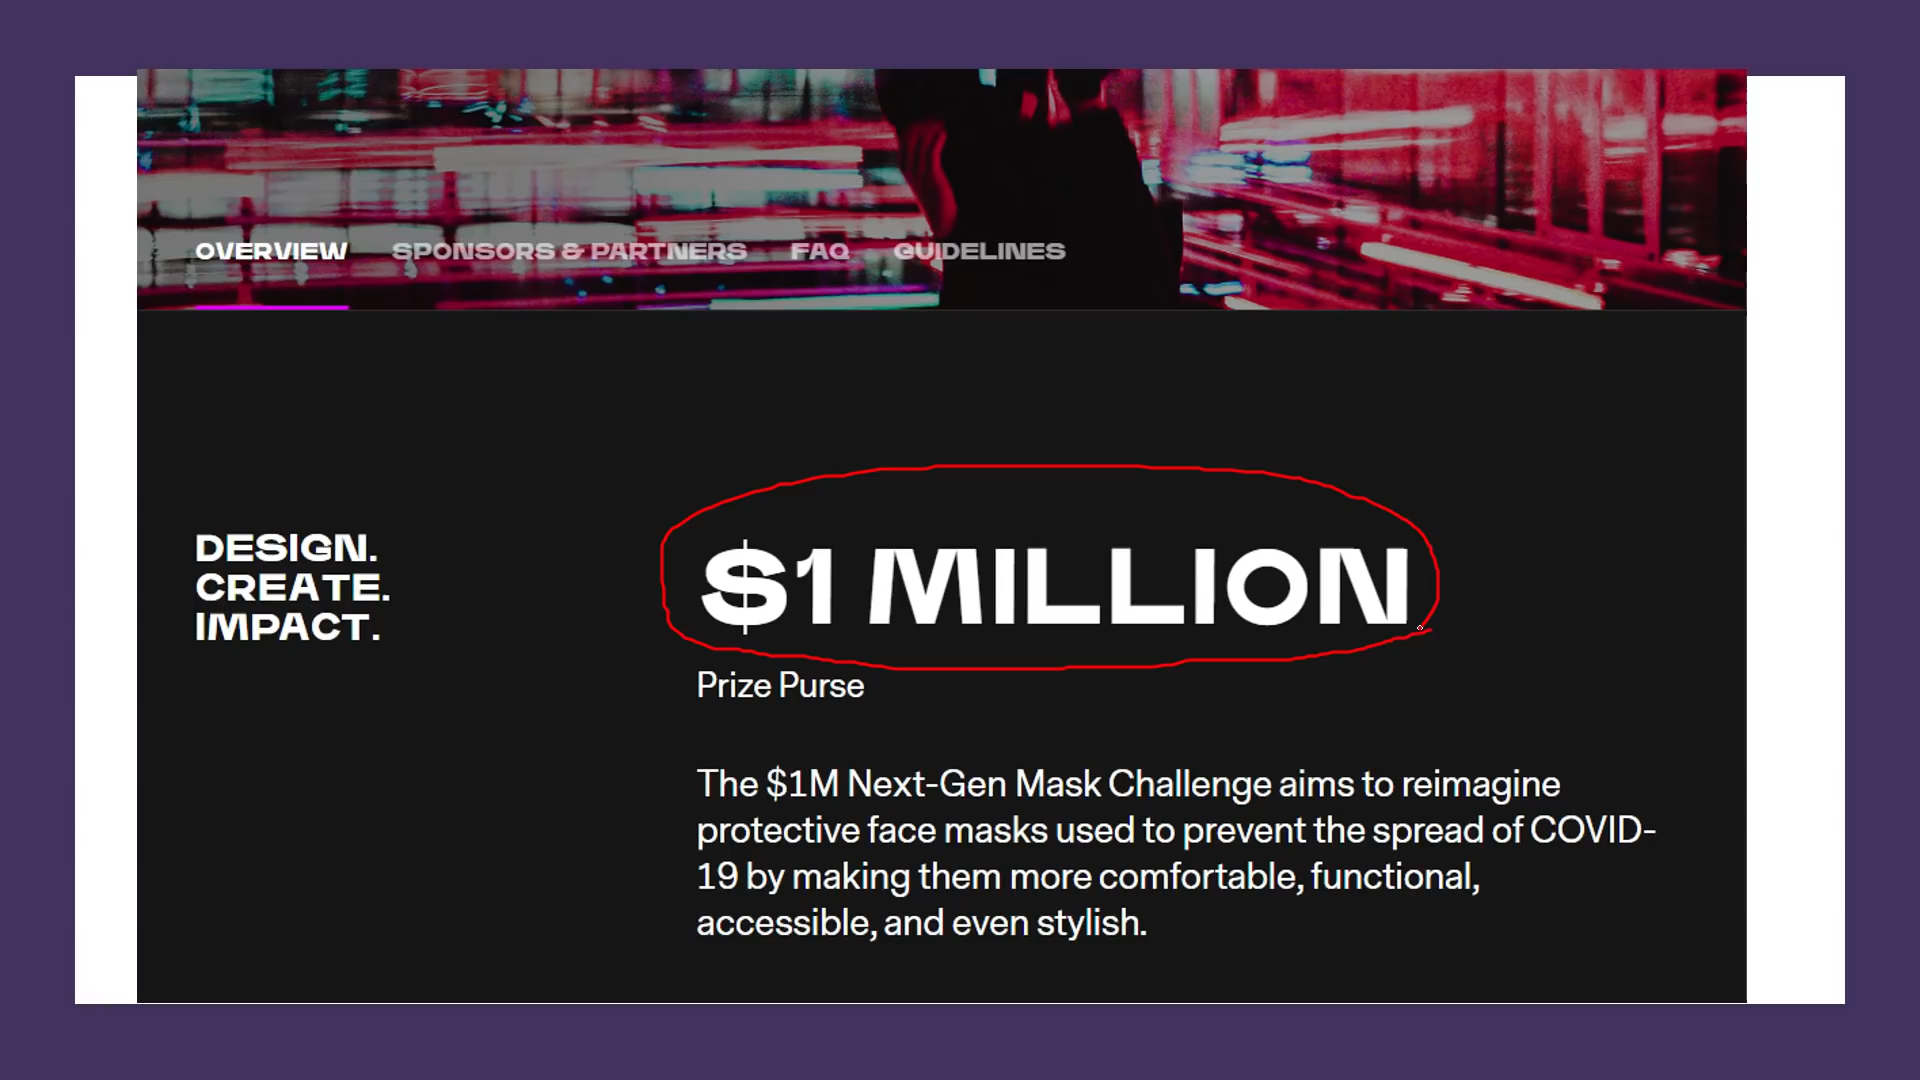 OVERVIEW SPONSORS & PARTNERS FAQ GUIDELINES
DESIGN.
CREATE.
IMPACT.
$1 MILLION
Prize Purse
The $1M Next-Gen Mask Challenge aims to reimagine
protective face masks used to prevent the spread of COVID-
19 by making them more comfortable, functional,
accessible, and even stylish.